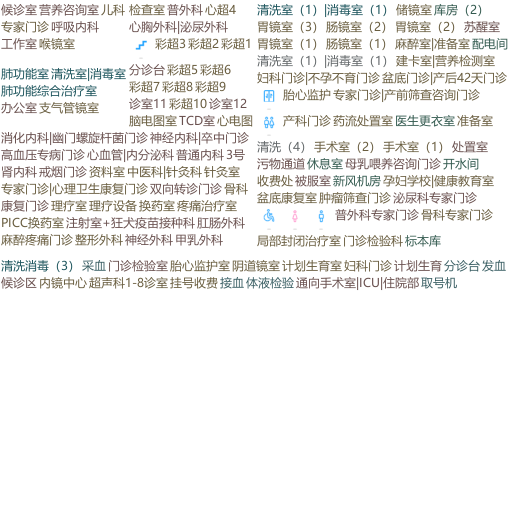 候诊室 营养咨询室 儿科
专家门诊 呼吸内科
工作室 喉镜室
检查室 普外科 心超4
心胸外科|泌尿外科
彩超3 彩超2 彩超1
肺功能室 清洗室|消毒室
肺功能综合治疗室
办公室 支气管镜室
分诊台 彩超5 彩超6
彩超7 彩超8 彩超9
诊室11 彩超10 诊室12
脑电图室 TCD室 心电图
消化内科|幽门螺旋杆菌门诊 神经内科|卒中门诊
高血压专病门诊 心血管|内分泌科 普通内科 3号
肾内科 戒烟门诊 资料室 中医科|针灸科 针灸室
专家门诊|心理卫生康复门诊 双向转诊门诊 骨科
康复门诊 理疗室 理疗设备 换药室 疼痛治疗室
PICC换药室 注射室+狂犬疫苗接种科 肛肠外科
麻醉疼痛门诊 整形外科 神经外科 甲乳外科
清洗室（1）|消毒室（1） 储镜室 库房（2）
胃镜室（3） 肠镜室（2） 胃镜室（2） 苏醒室
胃镜室（1） 肠镜室（1） 麻醉室|准备室 配电间
清洗室（1）|消毒室（1） 建卡室|营养检测室
妇科门诊|不孕不育门诊 盆底门诊|产后42天门诊
胎心监护 专家门诊|产前筛查咨询门诊
产科门诊 药流处置室 医生更衣室 准备室
清洗（4） 手术室（2） 手术室（1） 处置室
污物通道 休息室 母乳喂养咨询门诊 开水间
收费处 被服室 新风机房 孕妇学校|健康教育室
盆底康复室 肿瘤筛查门诊 泌尿科专家门诊
普外科专家门诊 骨科专家门诊
局部封闭治疗室 门诊检验科 标本库
清洗消毒（3） 采血 门诊检验室 胎心监护室 阴道镜室 计划生育室 妇科门诊 计划生育 分诊台 发血
候诊区 内镜中心 超声科1-8诊室 挂号收费 接血 体液检验 通向手术室|ICU|住院部 取号机